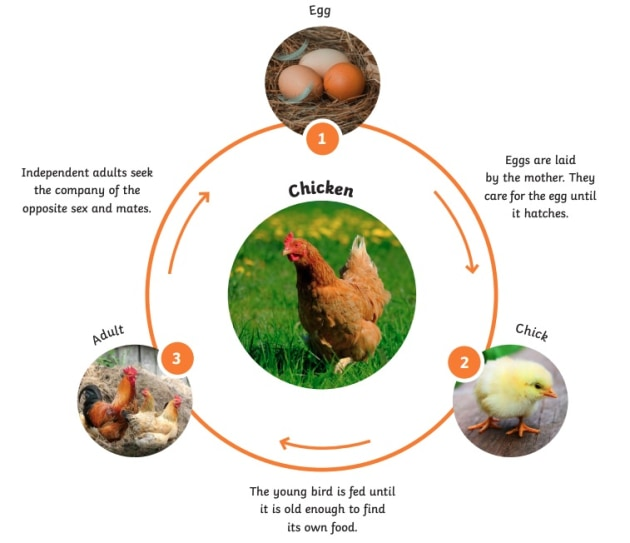 Egg
1
Eggs are laid
by the mother. They
care for the egg until
it hatches.
Independent adults seek
the company of the
opposite sex and mates.
Chicken
Chick
2
Adult
3
The young bird is fed until
it is old enough to find
its own food.